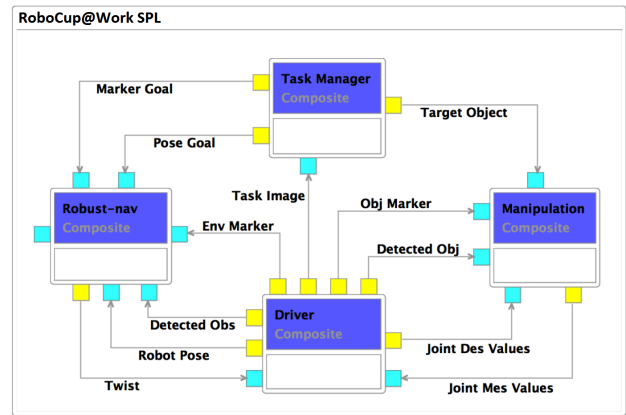 RoboCup@Work SPL
Task Manager
Composite
Marker Goal
Target Object
Pose Goal
Task Image
Obj Marker
Robust-nav
Composite
Env Marker
Manipulation
Composite
Detected Obj
Driver
Composite
Detected Obs
Joint Des Values
Robot Pose
Twist
Joint Mes Values